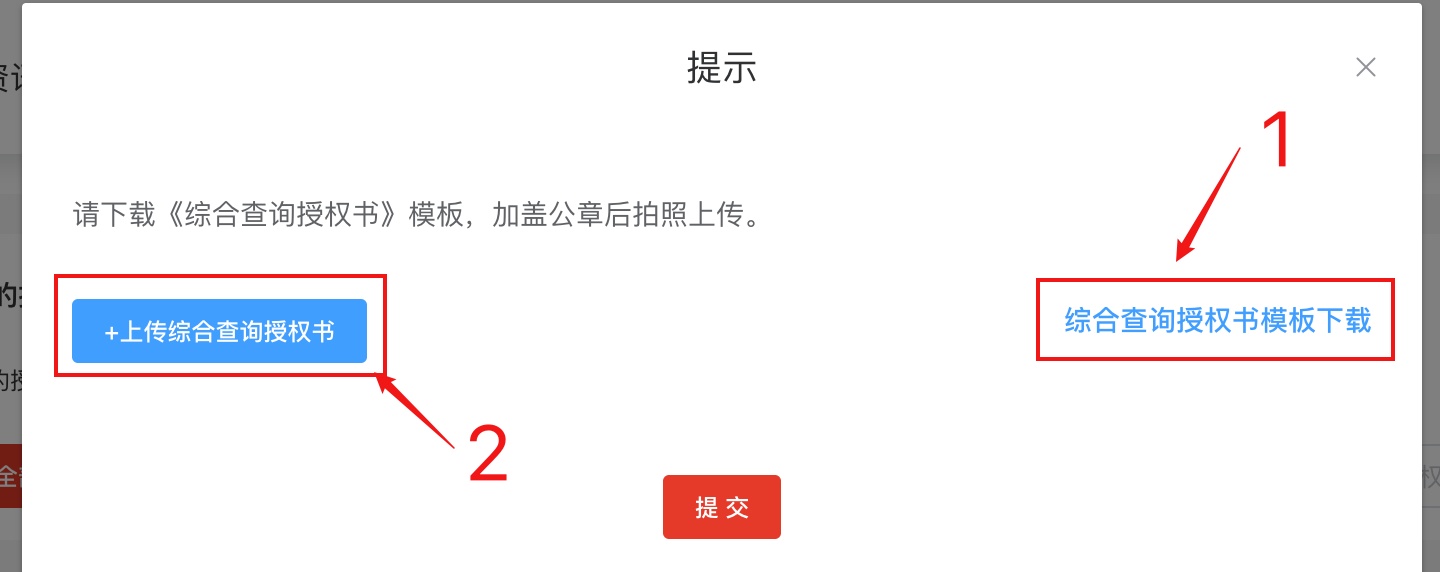 提示
1
请下载《综合查询授权书》模板，加盖公章后拍照上传。
+上传综合查询授权书
综合查询授权书模板下载
2
提 交